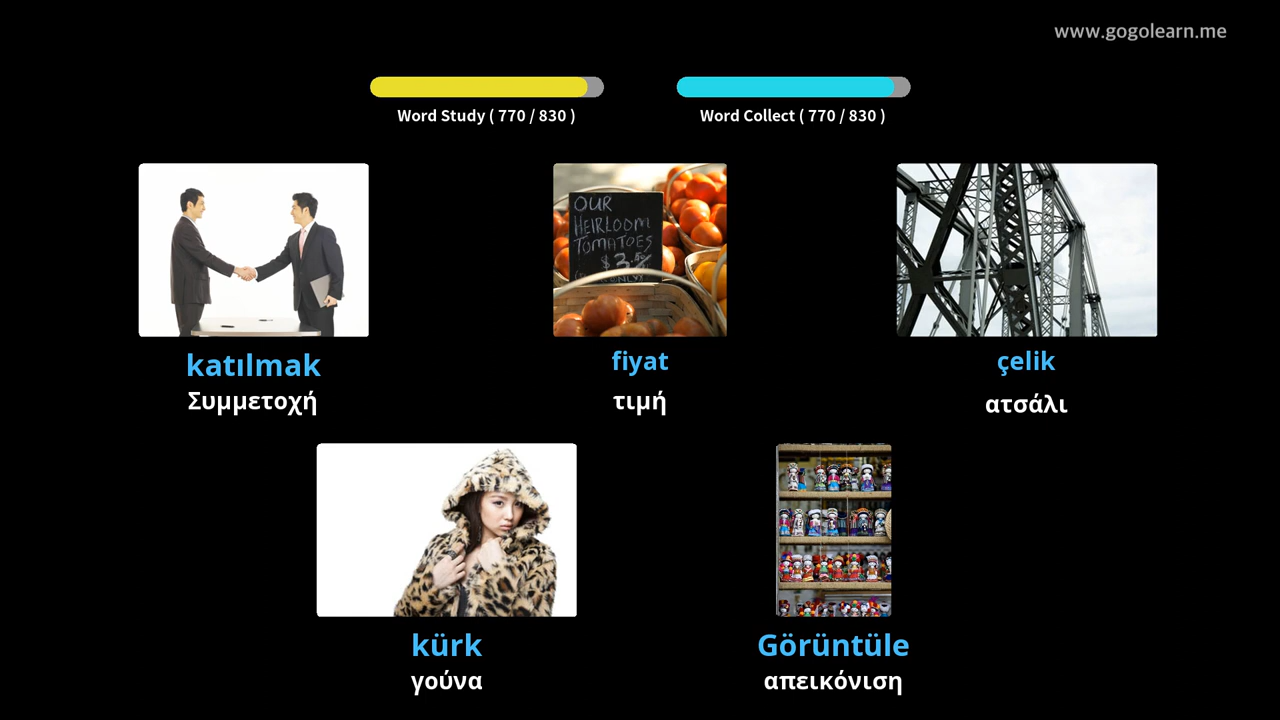 www.gogolearn.me
Word Study ( 770 / 830 )
Word Collect ( 770 / 830 )
OUR
HEIRLOOM
TOMATOES
katılmak
Συμμετοχή
fiyat
τιμή
çelik
ατσάλι
kürk
γούνα
Görüntüle
απεικόνιση